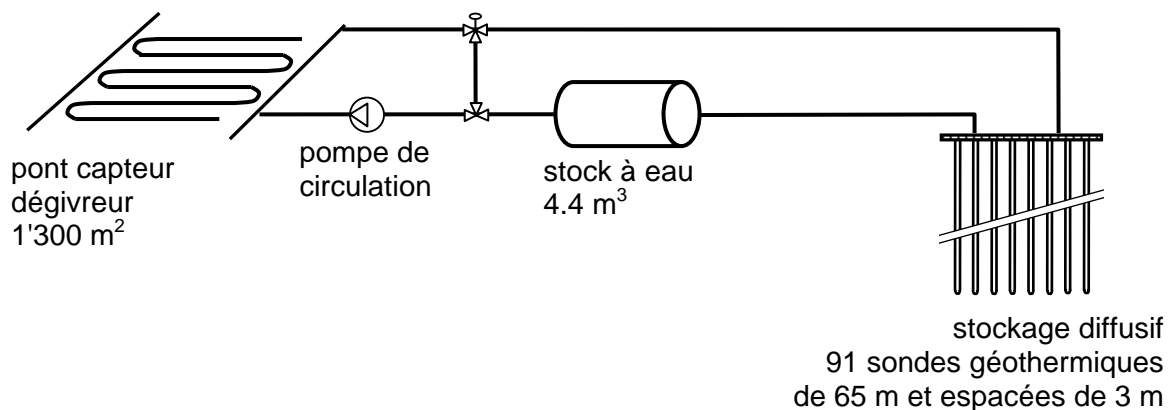 pont capteur
dégivreur
1'300 m²
pompe de
circulation
stock à eau
4.4 m³
stockage diffusif
91 sondes géothermiques
de 65 m et espacées de 3 m